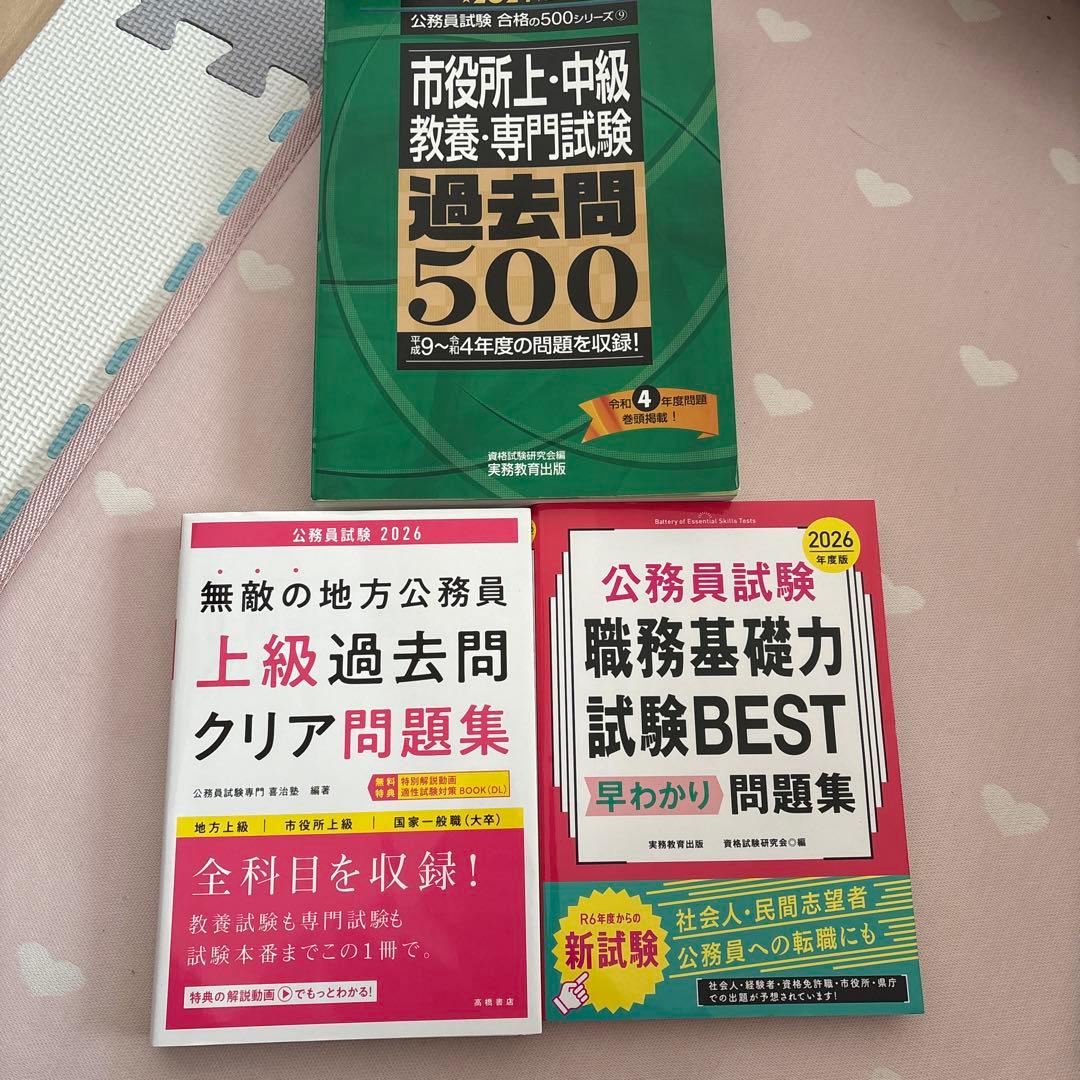 公務員試験 合格の500シリーズ⑨
市役所上・中級
教養・専門試験
過去問
500
平成9〜令和4年度の問題を収録!
令和4年度問題
巻頭掲載!
資格試験研究会編
実務教育出版
公務員試験 2026
無敵の地方公務員
上級過去問
クリア問題集
公務員試験専門 喜治塾 編著
無料特典 特別解説動画
適性試験対策BOOK(DL)
地方上級 | 市役所上級 | 国家一般職(大卒)
全科目を収録!
教養試験も専門試験も
試験本番までこの1冊で。
特典の解説動画▶でもっとわかる!
高橋書店
Battery of Essential Skills Tests
2026
年度版
公務員試験
職務基礎力
試験BEST
早わかり 問題集
実務教育出版 資格試験研究会◎編
R6年度からの
新試験
社会人・民間志望者
公務員への転職にも
社会人・経験者・資格免許職・市役所・県庁
での出題が予想されています!